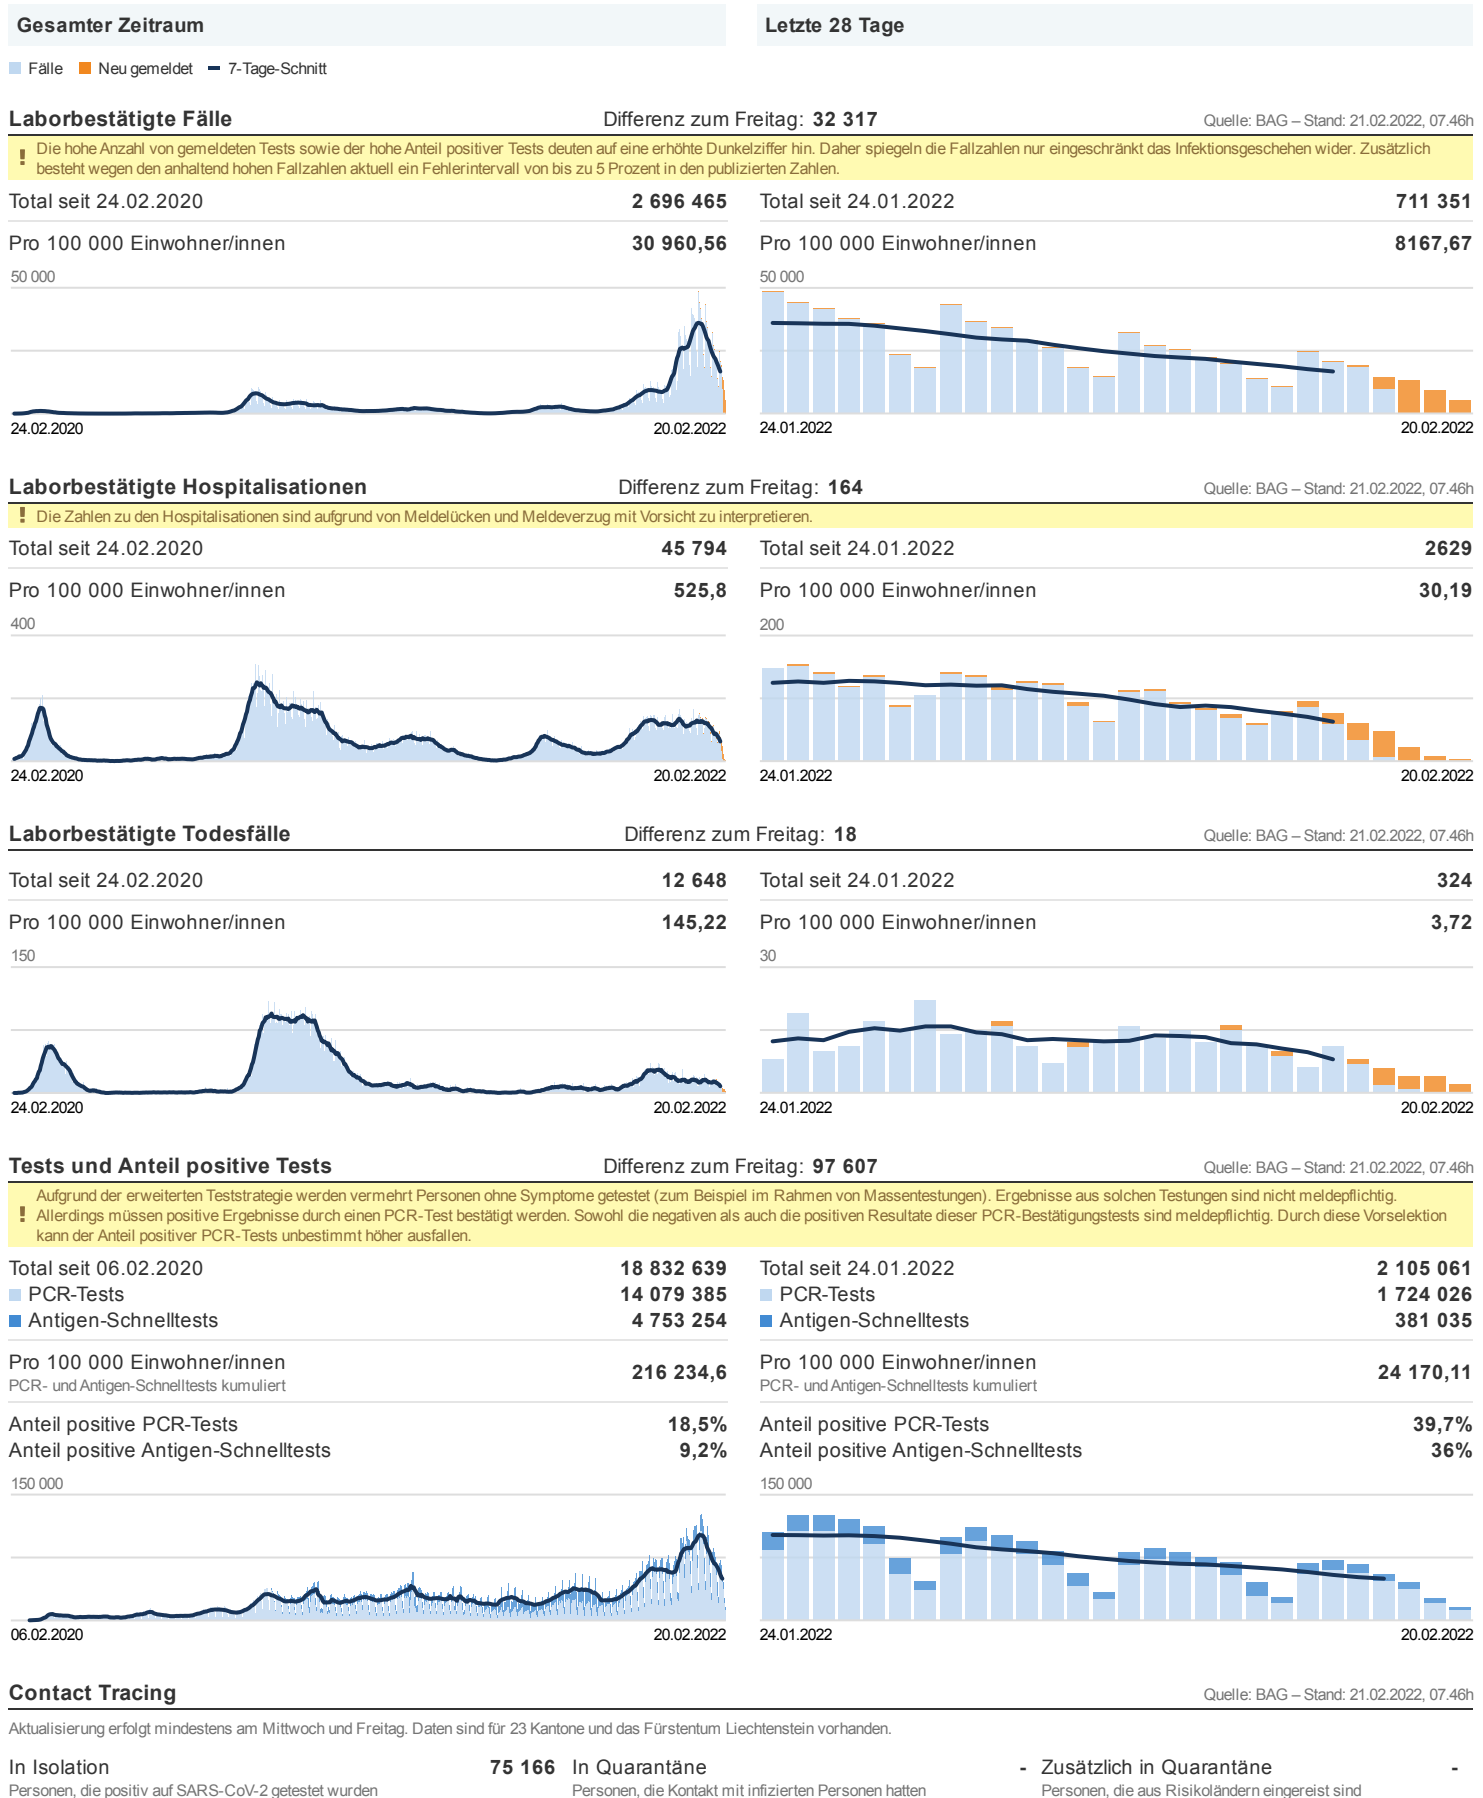 Gesamter Zeitraum
Letzte 28 Tage
Fälle Neu gemeldet 7-Tage-Schnitt
Laborbestätigte Fälle Differenz zum Freitag: 32 317 Quelle: BAG – Stand: 21.02.2022, 07.46h
! Die hohe Anzahl von gemeldeten Tests sowie der hohe Anteil positiver Tests deuten auf eine erhöhte Dunkelziffer hin. Daher spiegeln die Fallzahlen nur eingeschränkt das Infektionsgeschehen wider. Zusätzlich
besteht wegen den anhaltend hohen Fallzahlen aktuell ein Fehlerintervall von bis zu 5 Prozent in den publizierten Zahlen.
Total seit 24.02.2020 2 696 465
Pro 100 000 Einwohner/innen 30 960,56
50 000
24.02.2020 20.02.2022
Total seit 24.01.2022 711 351
Pro 100 000 Einwohner/innen 8167,67
50 000
24.01.2022 20.02.2022
Laborbestätigte Hospitalisationen Differenz zum Freitag: 164 Quelle: BAG – Stand: 21.02.2022, 07.46h
! Die Zahlen zu den Hospitalisationen sind aufgrund von Meldelücken und Meldeverzug mit Vorsicht zu interpretieren.
Total seit 24.02.2020 45 794
Pro 100 000 Einwohner/innen 525,8
400
24.02.2020 20.02.2022
Total seit 24.01.2022 2629
Pro 100 000 Einwohner/innen 30,19
200
24.01.2022 20.02.2022
Laborbestätigte Todesfälle Differenz zum Freitag: 18 Quelle: BAG – Stand: 21.02.2022, 07.46h
Total seit 24.02.2020 12 648
Pro 100 000 Einwohner/innen 145,22
150
24.02.2020 20.02.2022
Total seit 24.01.2022 324
Pro 100 000 Einwohner/innen 3,72
30
24.01.2022 20.02.2022
Tests und Anteil positive Tests Differenz zum Freitag: 97 607 Quelle: BAG – Stand: 21.02.2022, 07.46h
Aufgrund der erweiterten Teststrategie werden vermehrt Personen ohne Symptome getestet (zum Beispiel im Rahmen von Massentestungen). Ergebnisse aus solchen Testungen sind nicht meldepflichtig.
! Allerdings müssen positive Ergebnisse durch einen PCR-Test bestätigt werden. Sowohl die negativen als auch die positiven Resultate dieser PCR-Bestätigungstests sind meldepflichtig. Durch diese Vorselektion
kann der Anteil positiver PCR-Tests unbestimmt höher ausfallen.
Total seit 06.02.2020 18 832 639
PCR-Tests 14 079 385
Antigen-Schnelltests 4 753 254
Pro 100 000 Einwohner/innen 216 234,6
PCR- und Antigen-Schnelltests kumuliert
Anteil positive PCR-Tests 18,5%
Anteil positive Antigen-Schnelltests 9,2%
150 000
06.02.2020 20.02.2022
Total seit 24.01.2022 2 105 061
PCR-Tests 1 724 026
Antigen-Schnelltests 381 035
Pro 100 000 Einwohner/innen 24 170,11
PCR- und Antigen-Schnelltests kumuliert
Anteil positive PCR-Tests 39,7%
Anteil positive Antigen-Schnelltests 36%
150 000
24.01.2022 20.02.2022
Contact Tracing Quelle: BAG – Stand: 21.02.2022, 07.46h
Aktualisierung erfolgt mindestens am Mittwoch und Freitag. Daten sind für 23 Kantone und das Fürstentum Liechtenstein vorhanden.
In Isolation 75 166
Personen, die positiv auf SARS-CoV-2 getestet wurden
In Quarantäne -
Personen, die Kontakt mit infizierten Personen hatten
Zusätzlich in Quarantäne -
Personen, die aus Risikoländern eingereist sind